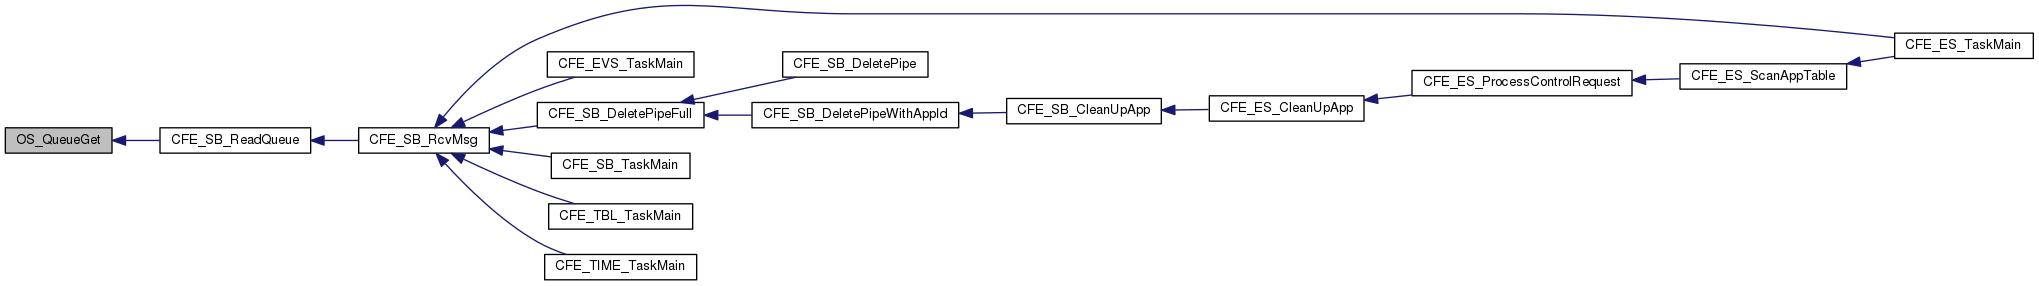 CFE_ES_TaskMain
CFE_EVS_TaskMain
CFE_SB_DeletePipe
CFE_ES_ScanAppTable
CFE_ES_ProcessControlRequest
CFE_SB_DeletePipeFull
CFE_SB_DeletePipeWithAppId
CFE_SB_CleanUpApp
CFE_ES_CleanUpApp
OS_QueueGet
CFE_SB_ReadQueue
CFE_SB_RcvMsg
CFE_SB_TaskMain
CFE_TBL_TaskMain
CFE_TIME_TaskMain